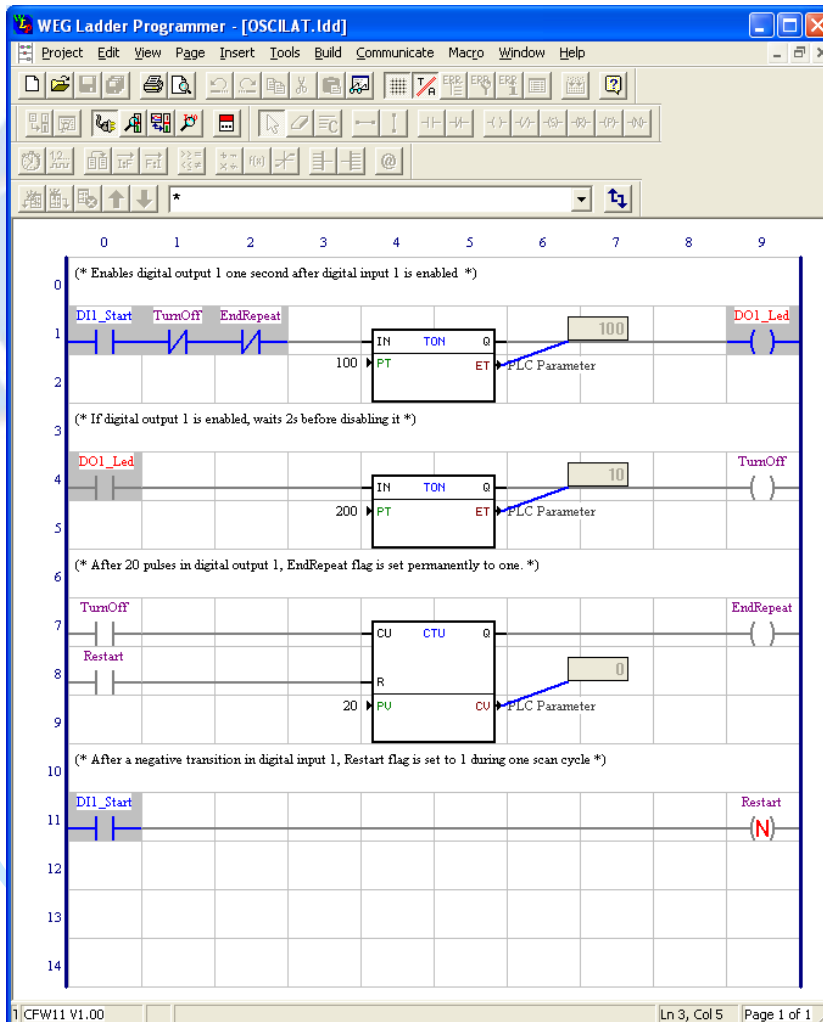 WEG Ladder Programmer - [OSCILAT.ldd]
Project Edit View Page Insert Tools Build Communicate Macro Window Help
*
0 1 2 3 4 5 6 7 8 9
0 (* Enables digital output 1 one second after digital input 1 is enabled *)
DI1_Start TurnOff EndRepeat 100 DO1_Led
1 IN TON Q
100 PT ET PLC Parameter
2
(* If digital output 1 is enabled, waits 2s before disabling it *)
3
DO1_Led 10 TurnOff
4 IN TON Q
200 PT ET PLC Parameter
5
(* After 20 pulses in digital output 1, EndRepeat flag is set permanently to one. *)
6
TurnOff EndRepeat
7 CU CTU Q
Restart 0
8 R
20 PV CV PLC Parameter
9
(* After a negative transition in digital input 1, Restart flag is set to 1 during one scan cycle *)
10
DI1_Start Restart
11 (N)
12
13
14
1 CFW11 V1.00 Ln 3, Col 5 Page 1 of 1